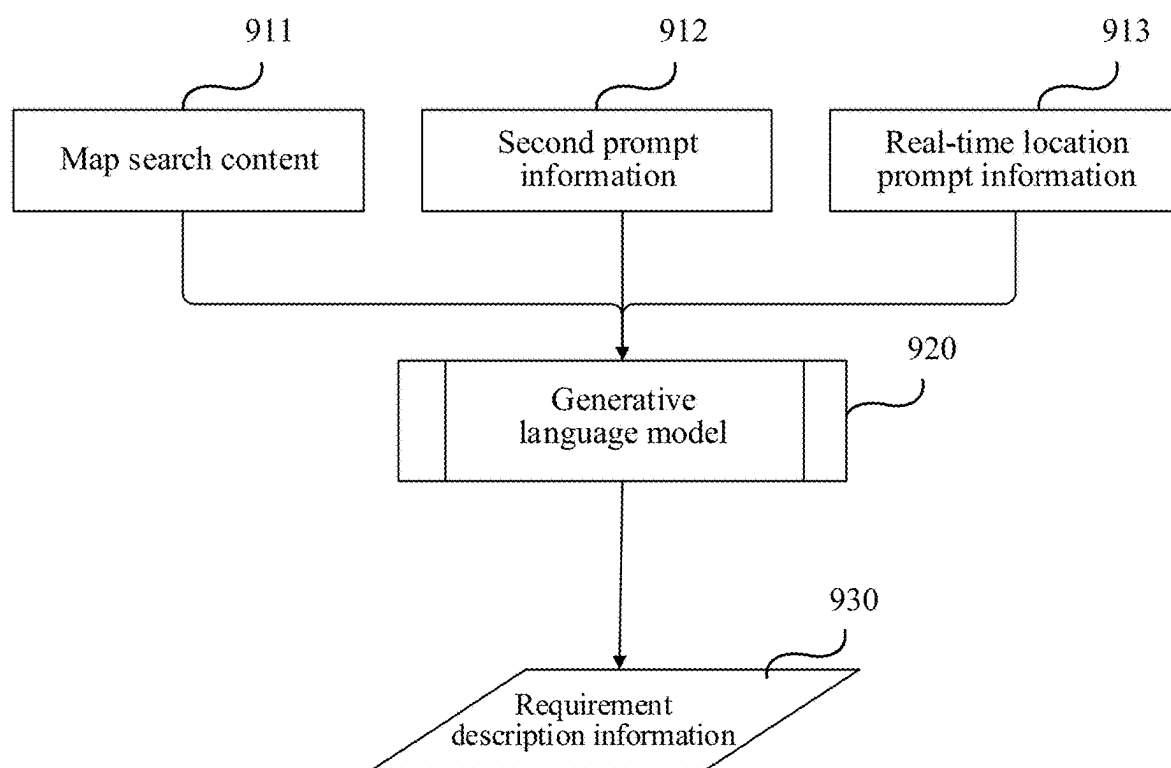 911
912
913
Map search content
Second prompt
information
Real-time location
prompt information
920
Generative
language model
930
Requirement
description information